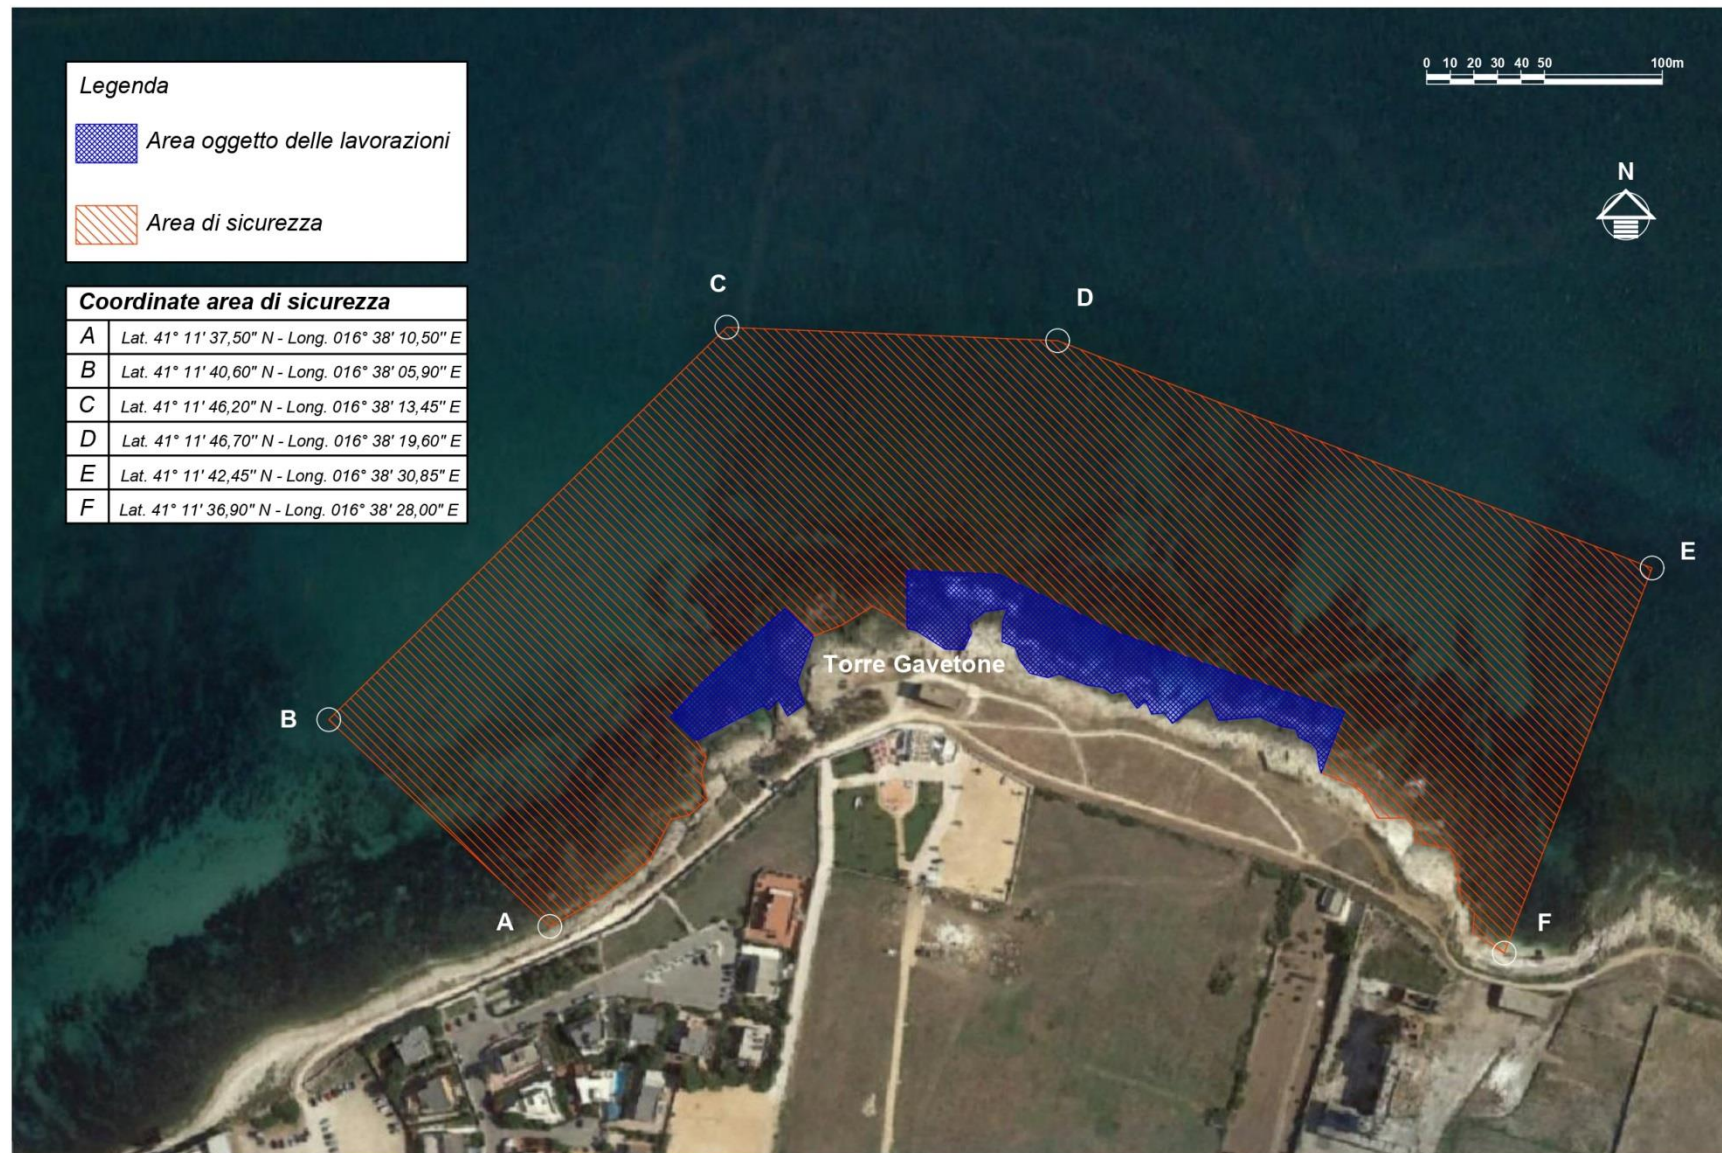 Legenda
Area oggetto delle lavorazioni
Area di sicurezza
Coordinate area di sicurezza
A Lat. 41° 11' 37,50" N - Long. 016° 38' 10,50" E
B Lat. 41° 11' 40,60" N - Long. 016° 38' 05,90" E
C Lat. 41° 11' 46,20" N - Long. 016° 38' 13,45" E
D Lat. 41° 11' 46,70" N - Long. 016° 38' 19,60" E
E Lat. 41° 11' 42,45" N - Long. 016° 38' 30,85" E
F Lat. 41° 11' 36,90" N - Long. 016° 38' 28,00" E
0 10 20 30 40 50 100m
N
C
D
E
Torre Gavetone
B
A
F